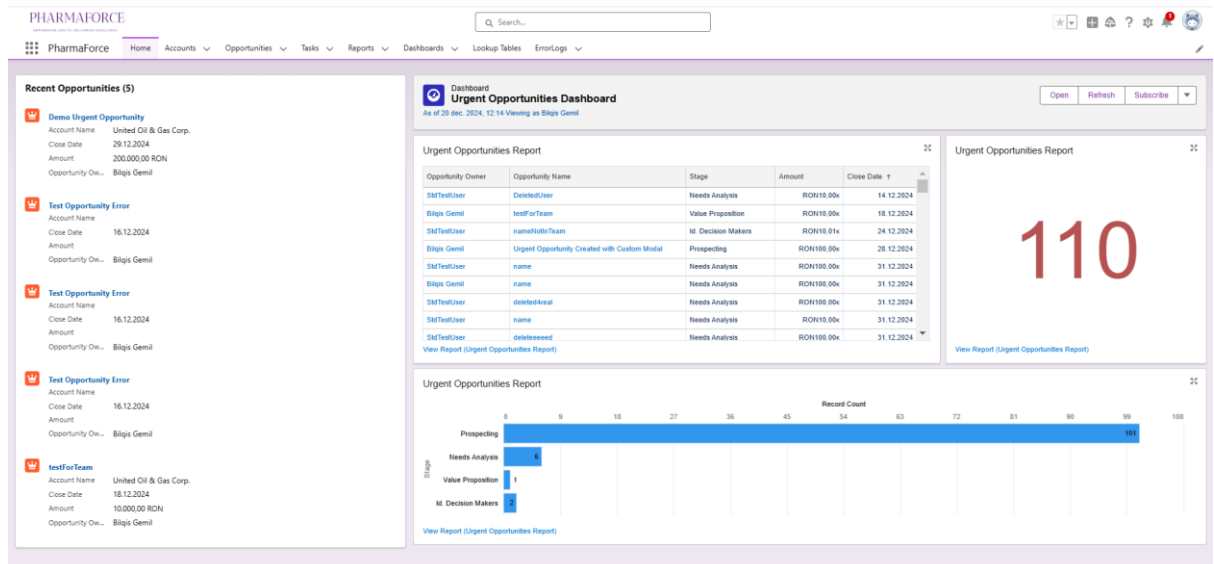 PHARMAFORCE
Search...
PharmaForce Home Accounts Opportunities Tasks Reports Dashboards Lookup Tables ErrorLogs
Recent Opportunities (5)
Demo Urgent Opportunity
Account Name United Oil & Gas Corp.
Close Date 29.12.2024
Amount 200.000,00 RON
Opportunity Ow... Bilqis Gemil
Test Opportunity Error
Account Name
Close Date 16.12.2024
Amount
Opportunity Ow... Bilqis Gemil
Test Opportunity Error
Account Name
Close Date 16.12.2024
Amount
Opportunity Ow... Bilqis Gemil
Test Opportunity Error
Account Name
Close Date 16.12.2024
Amount
Opportunity Ow... Bilqis Gemil
testForTeam
Account Name United Oil & Gas Corp.
Close Date 18.12.2024
Amount 10.000,00 RON
Opportunity Ow... Bilqis Gemil
Dashboard
Urgent Opportunities Dashboard
As of 20 dec. 2024, 12:14 Viewing as Bilqis Gemil
Open Refresh Subscribe
Urgent Opportunities Report
Opportunity Owner Opportunity Name Stage Amount Close Date ↑
StdTestUser DeletedUser Needs Analysis RON10,00к 14.12.2024
Bilqis Gemil testForTeam Value Proposition RON10,00к 18.12.2024
StdTestUser nameNotInTeam Id. Decision Makers RON10,01к 24.12.2024
Bilqis Gemil Urgent Opportunity Created with Custom Modal Prospecting RON100,00к 28.12.2024
StdTestUser name Needs Analysis RON100,00к 31.12.2024
Bilqis Gemil name Needs Analysis RON100,00к 31.12.2024
StdTestUser deleted4real Needs Analysis RON100,00к 31.12.2024
StdTestUser name Needs Analysis RON10,00к 31.12.2024
StdTestUser deleteeeeed Needs Analysis RON100,00к 31.12.2024
View Report (Urgent Opportunities Report)
Urgent Opportunities Report
110
View Report (Urgent Opportunities Report)
Urgent Opportunities Report
Record Count
0 9 18 27 36 45 54 63 72 81 90 99 108
Stage
Prospecting 101
Needs Analysis 6
Value Proposition 1
Id. Decision Makers 2
View Report (Urgent Opportunities Report)